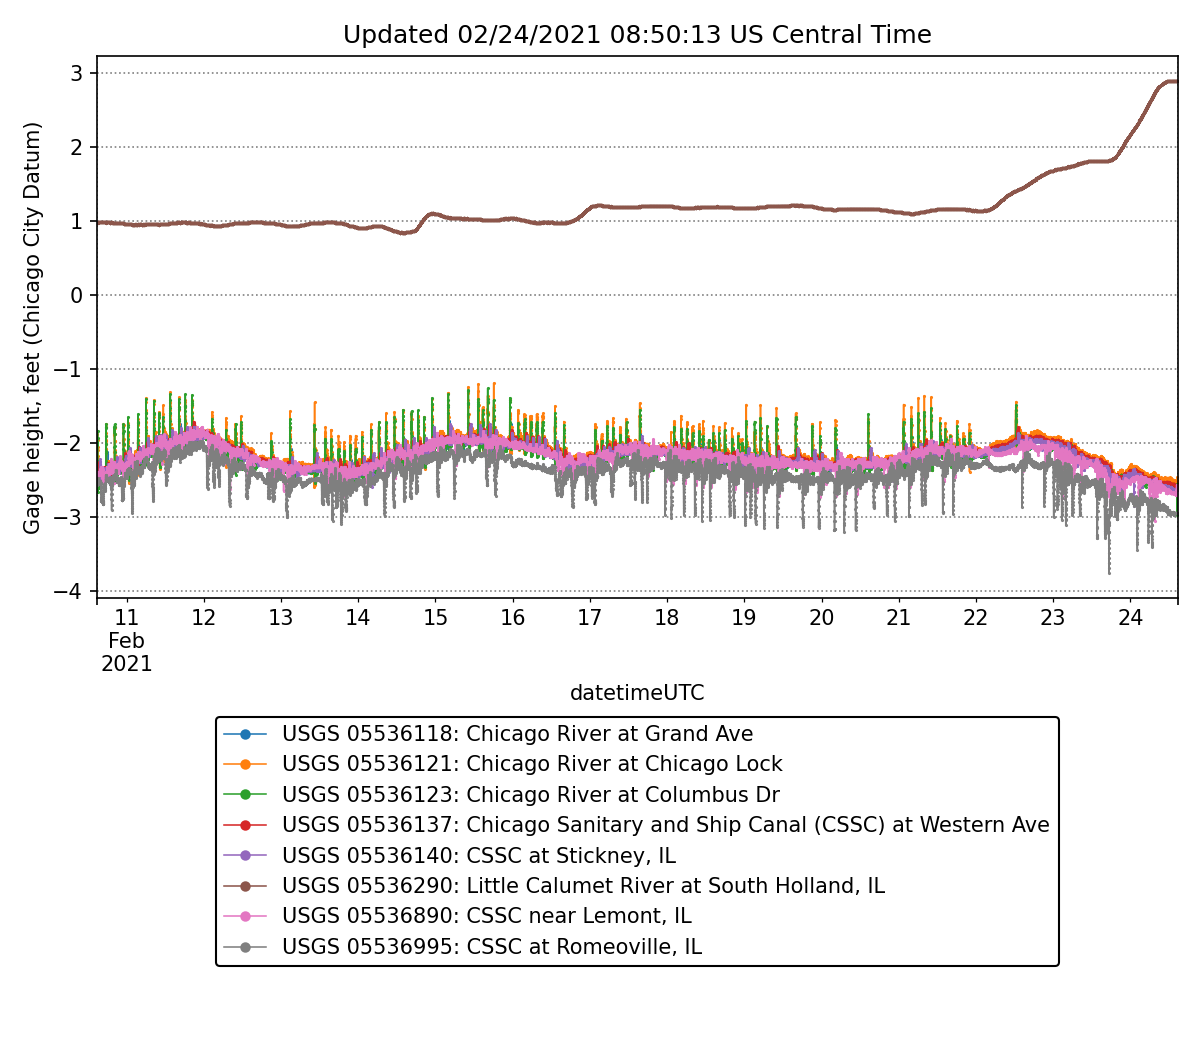 Updated 02/24/2021 08:50:13 US Central Time
Gage height, feet (Chicago City Datum)
3
2
1
0
−1
−2
−3
−4
11 12 13 14 15 16 17 18 19 20 21 22 23 24
Feb
2021
datetimeUTC
USGS 05536118: Chicago River at Grand Ave
USGS 05536121: Chicago River at Chicago Lock
USGS 05536123: Chicago River at Columbus Dr
USGS 05536137: Chicago Sanitary and Ship Canal (CSSC) at Western Ave
USGS 05536140: CSSC at Stickney, IL
USGS 05536290: Little Calumet River at South Holland, IL
USGS 05536890: CSSC near Lemont, IL
USGS 05536995: CSSC at Romeoville, IL